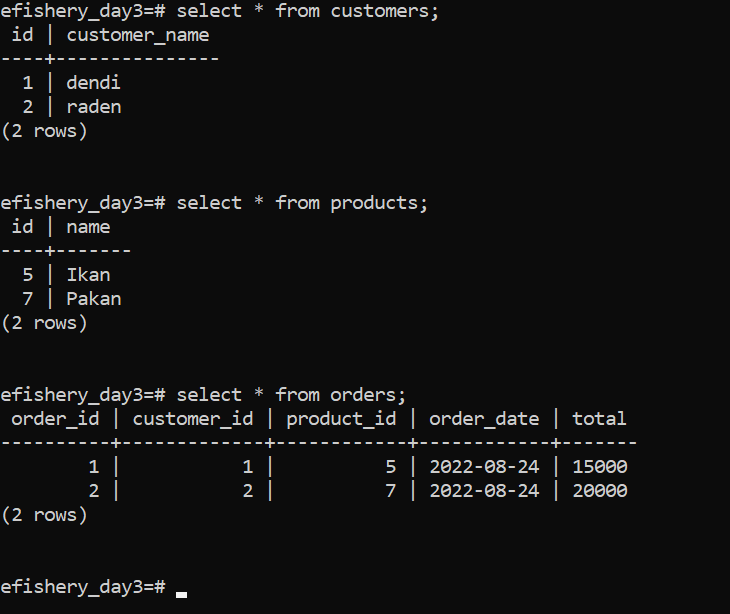 efishery_day3=# select * from customers;
 id | customer_name
----+---------------
  1 | dendi
  2 | raden
(2 rows)
efishery_day3=# select * from products;
 id | name
----+-------
  5 | Ikan
  7 | Pakan
(2 rows)
efishery_day3=# select * from orders;
 order_id | customer_id | product_id | order_date | total
----------+-------------+------------+------------+-------
        1 |           1 |          5 | 2022-08-24 | 15000
        2 |           2 |          7 | 2022-08-24 | 20000
(2 rows)
efishery_day3=#